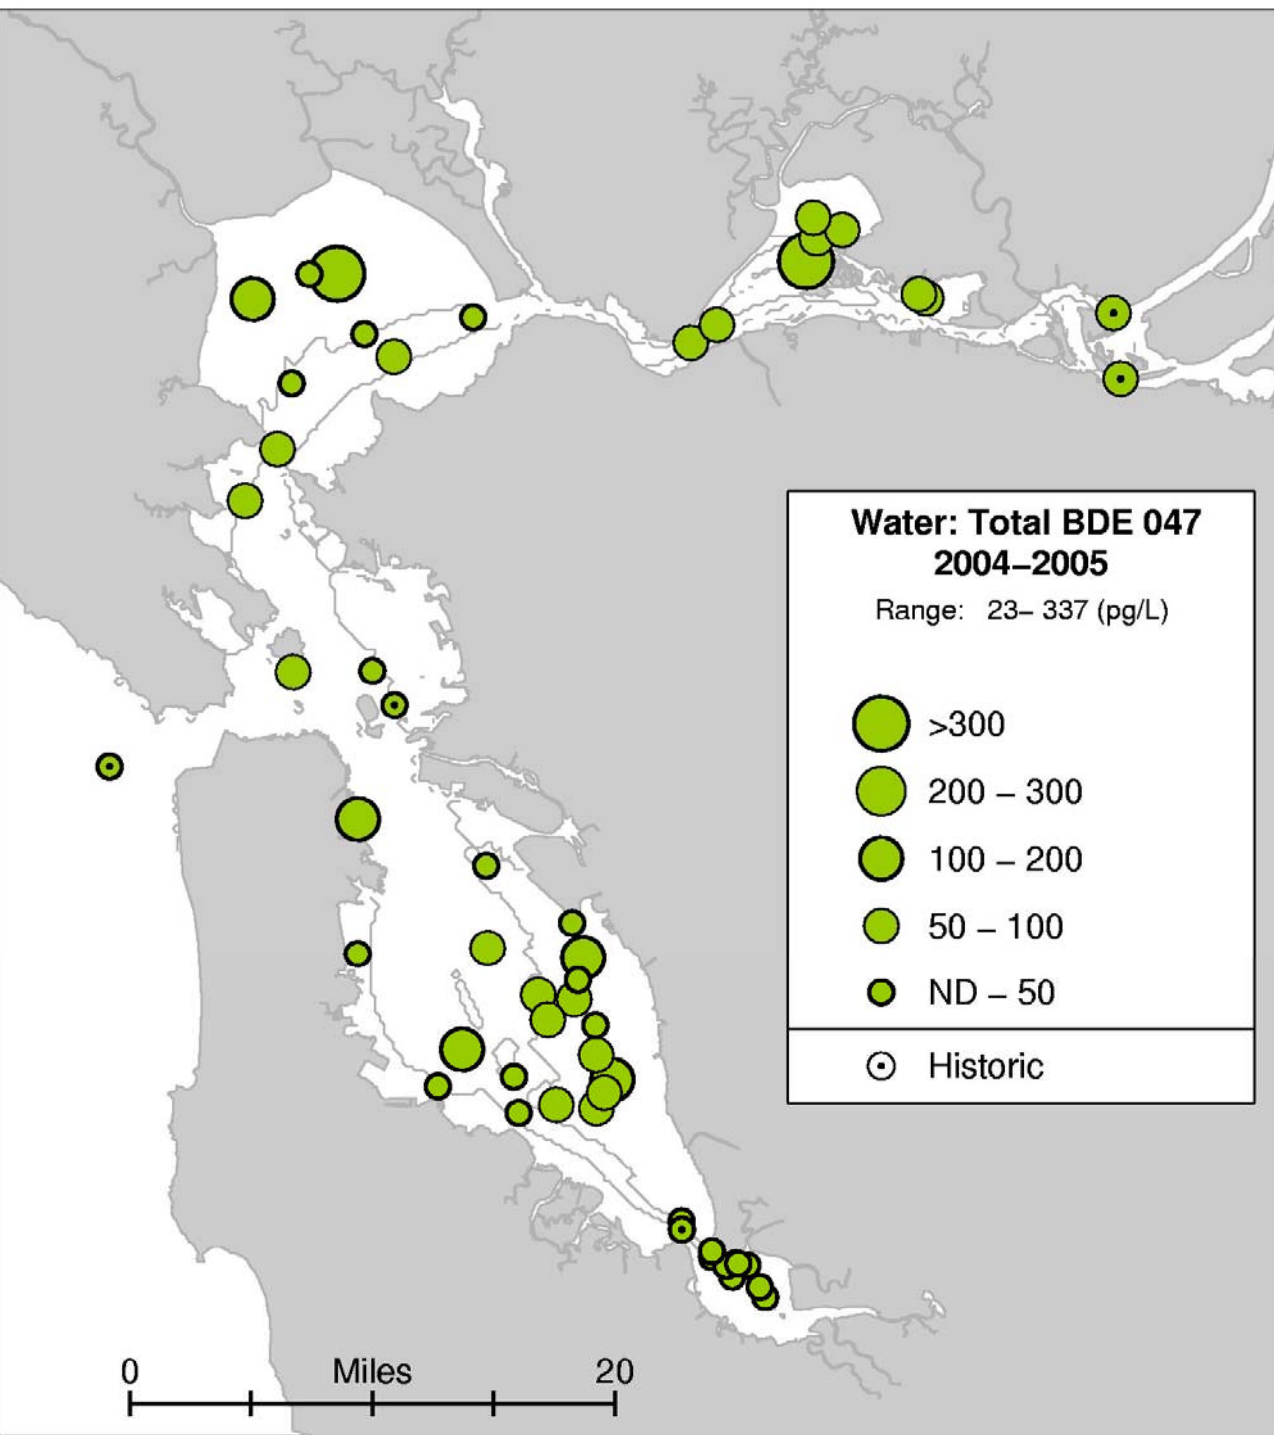 Water: Total BDE 047
2004–2005
Range: 23– 337 (pg/L)
>300
200 – 300
100 – 200
50 – 100
ND – 50
Historic
0 Miles 20